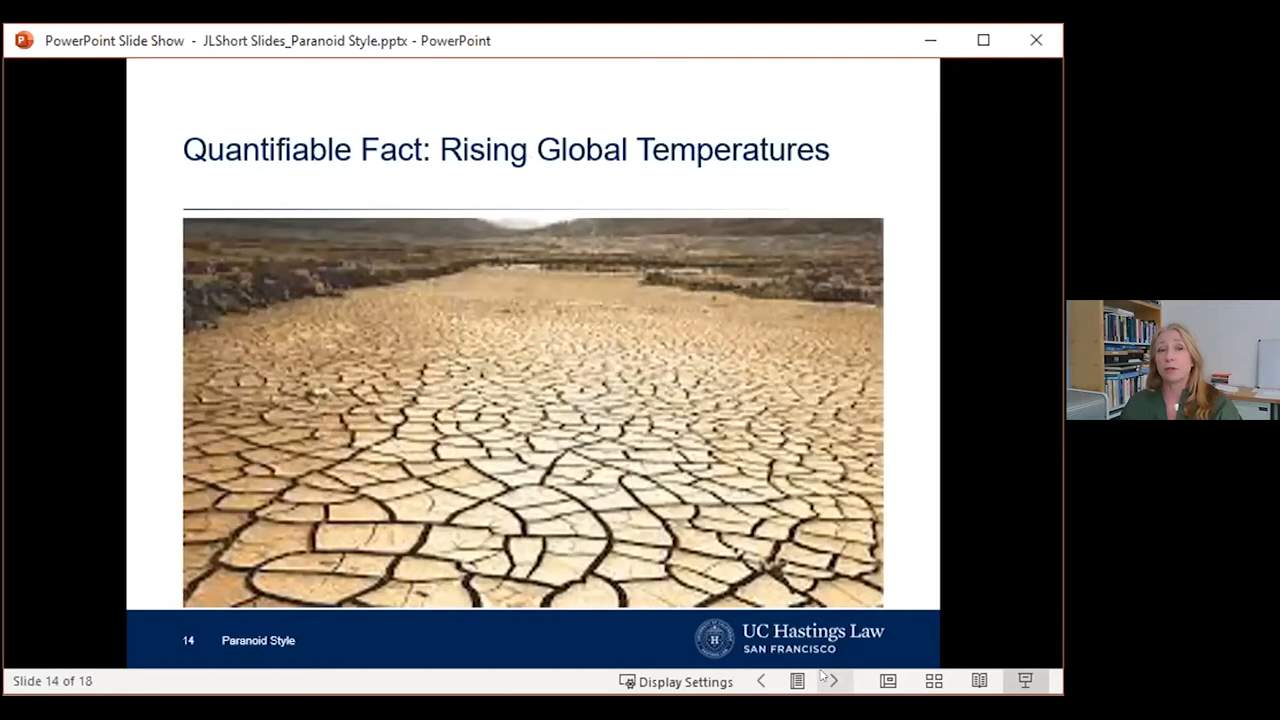 PowerPoint Slide Show - JLShort Slides_Paranoid Style.pptx - PowerPoint
Quantifiable Fact: Rising Global Temperatures
14 Paranoid Style
UC Hastings Law
SAN FRANCISCO
Slide 14 of 18
Display Settings